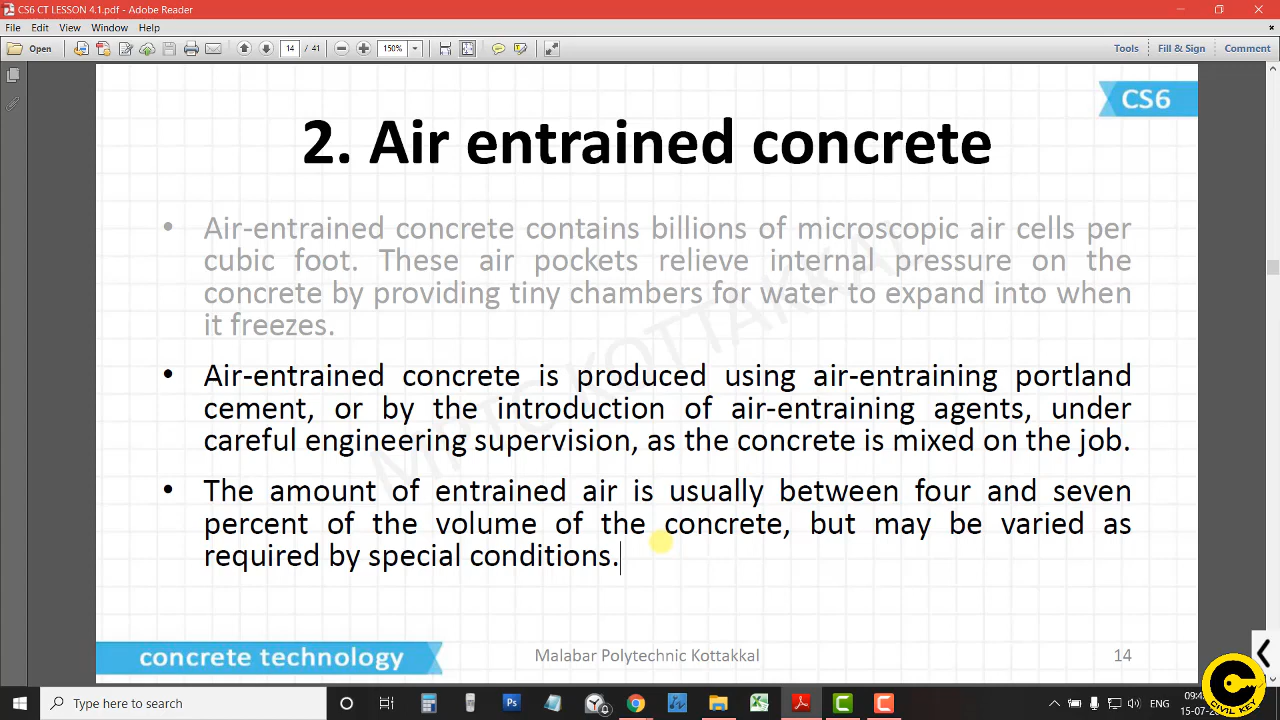 CS6 CT LESSON 4.1.pdf - Adobe Reader
File Edit View Window Help
Open 14 / 41 150% Tools Fill & Sign Comment
CS6
2. Air entrained concrete
• Air-entrained concrete contains billions of microscopic air cells per
cubic foot. These air pockets relieve internal pressure on the
concrete by providing tiny chambers for water to expand into when
it freezes.
• Air-entrained concrete is produced using air-entraining portland
cement, or by the introduction of air-entraining agents, under
careful engineering supervision, as the concrete is mixed on the job.
• The amount of entrained air is usually between four and seven
percent of the volume of the concrete, but may be varied as
required by special conditions.
concrete technology Malabar Polytechnic Kottakkal 14
Type here to search
Ps
ENG
15-07-2
CIVIL KEY